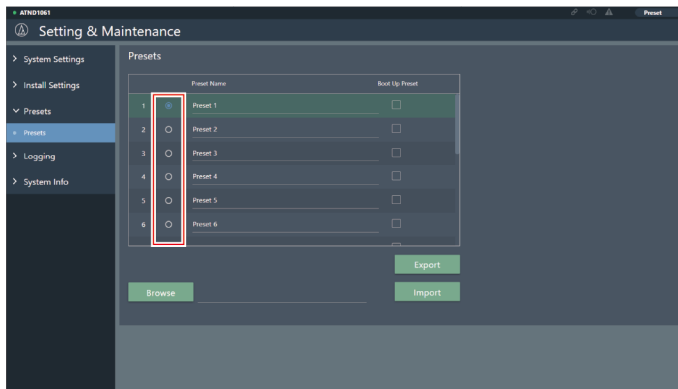 ATND1061
Preset
Setting & Maintenance
System Settings
Install Settings
Presets
Presets
Logging
System Info
Presets
Preset Name Boot Up Preset
1 Preset 1
2 Preset 2
3 Preset 3
4 Preset 4
5 Preset 5
6 Preset 6
Export
Browse Import